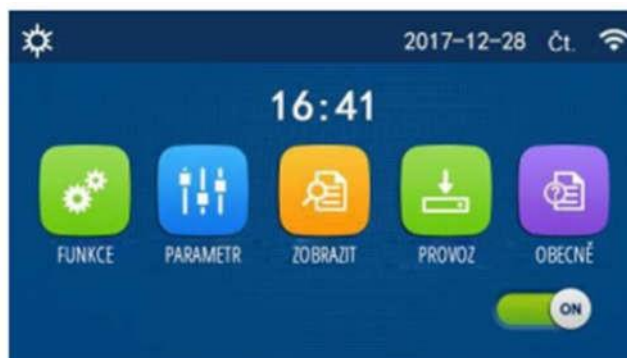 2017-12-28 Čt.
16:41
FUNKCE PARAMETR ZOBRAZIT PROVOZ OBECNĚ
ON